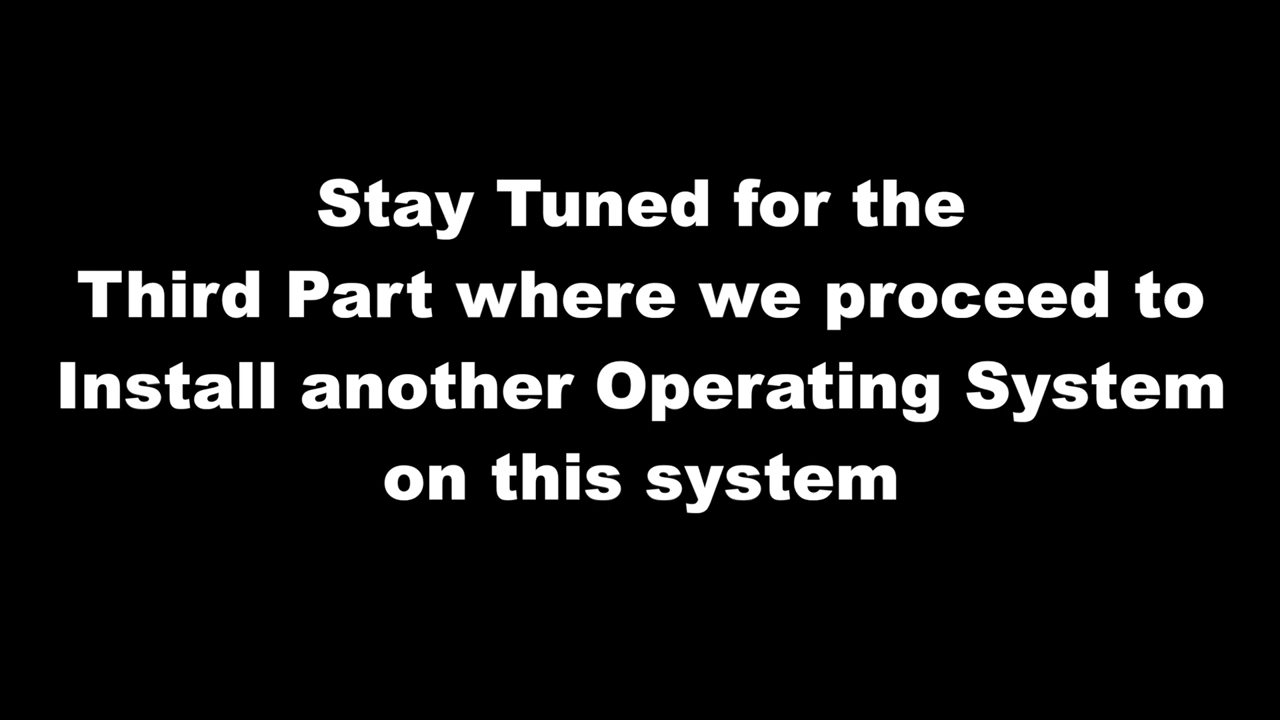 Stay Tuned for the
Third Part where we proceed to
Install another Operating System
on this system